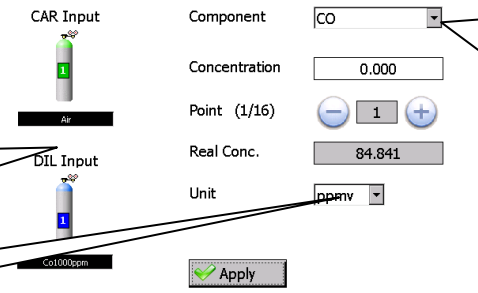 CAR Input
1
Air
DIL Input
1
Co1000ppm
Component
CO
Concentration
0.000
Point (1/16)
1
Real Conc.
84.841
Unit
ppmv
Apply